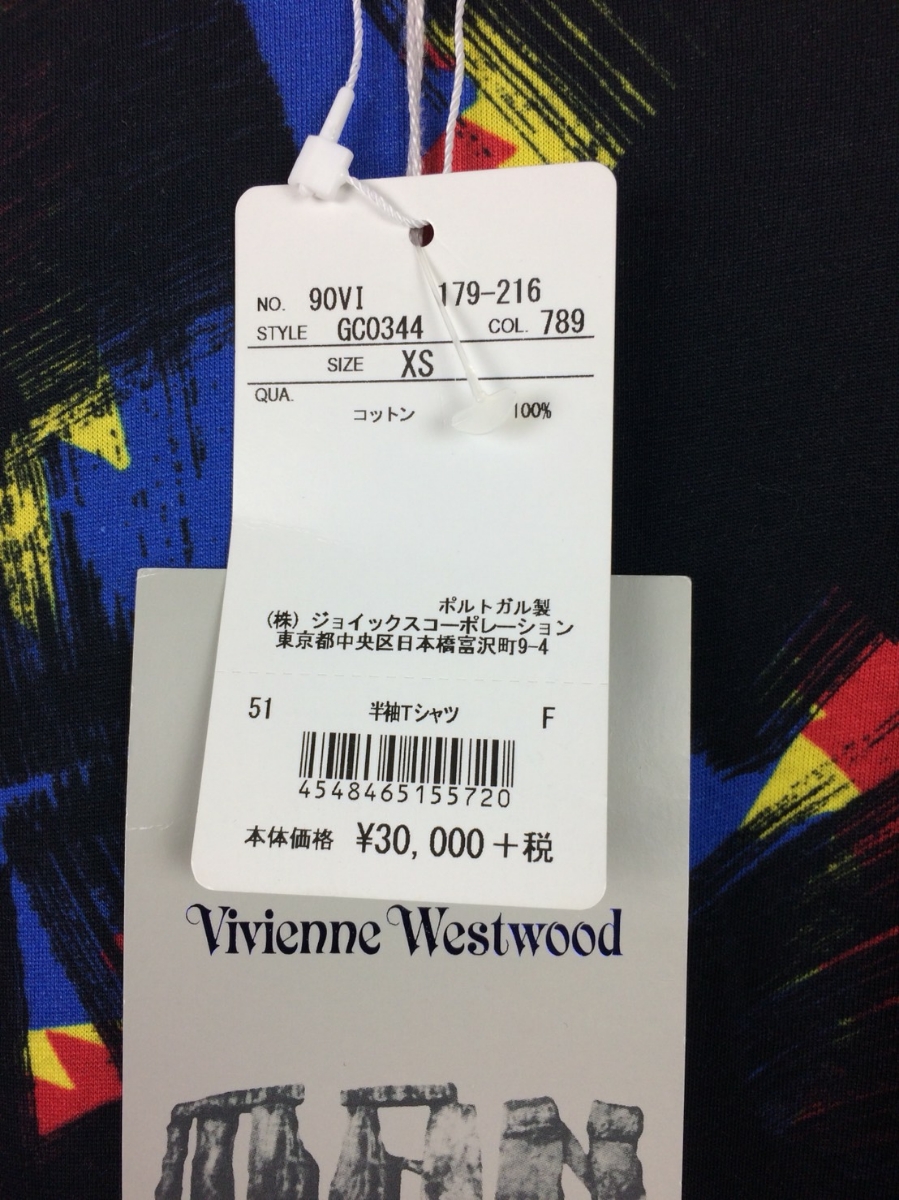 NO. 90VI 179-216
STYLE GC0344 COL. 789
SIZE XS
QUA.
コットン 100%
ポルトガル製
(株) ジョイックスコーポレーション
東京都中央区日本橋富沢町9-4
51 半袖Tシャツ F
4548465155720
本体価格 ¥30,000+税
Vivienne Westwood
MAN